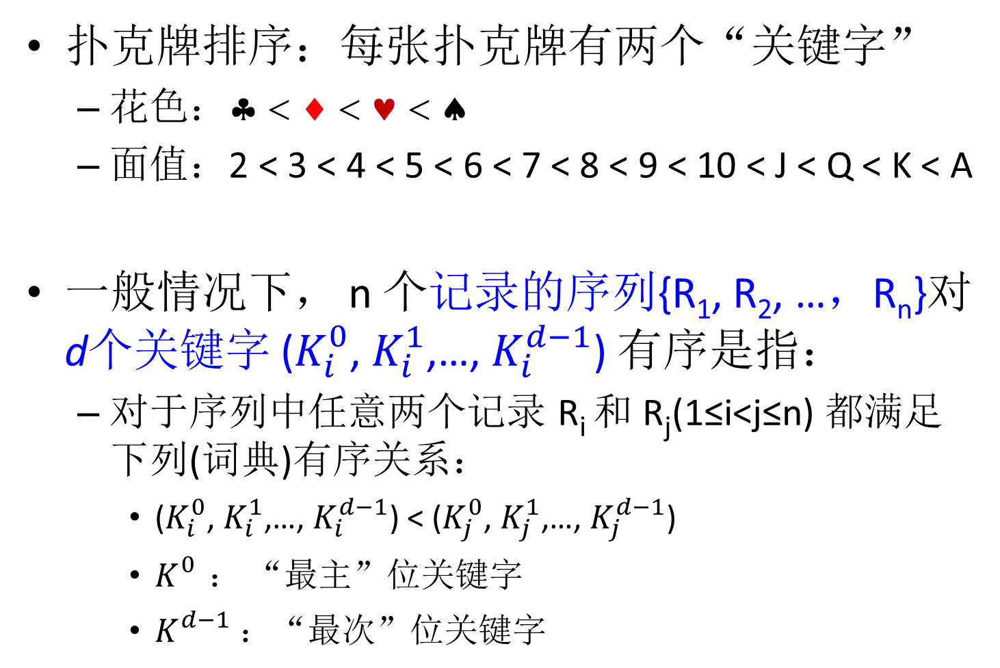 • 扑克牌排序：每张扑克牌有两个“关键字”
– 花色：♣ < ♦ < ♥ < ♠
– 面值：2 < 3 < 4 < 5 < 6 < 7 < 8 < 9 < 10 < J < Q < K < A
• 一般情况下， n 个记录的序列{R₁, R₂, …， Rₙ}对
d个关键字 (K_i^0, K_i^1,…, K_i^{d−1}) 有序是指：
– 对于序列中任意两个记录 R_i 和 R_j(1≤i<j≤n) 都满足
下列(词典)有序关系：
• (K_i^0, K_i^1,…, K_i^{d−1}) < (K_j^0, K_j^1,…, K_j^{d−1})
• K^0 ： “最主”位关键字
• K^{d−1} ： “最次”位关键字